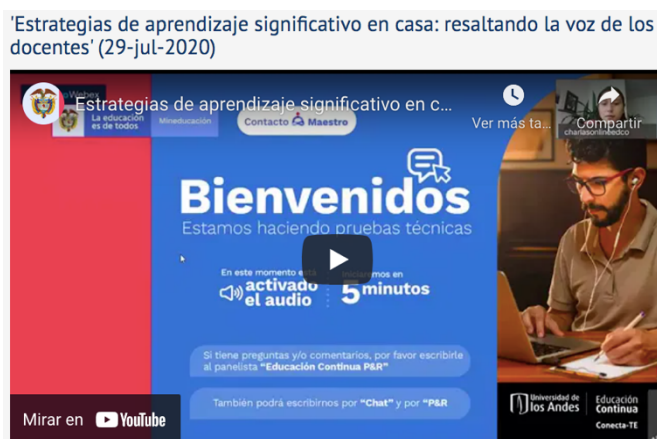 'Estrategias de aprendizaje significativo en casa: resaltando la voz de los
docentes' (29-jul-2020)
Estrategias de aprendizaje significativo en c...
Ver más ta...
Compartir
charlasonlineedco
La educación
es de todos
Mineducación
Contacto Maestro
Bienvenidos
Estamos haciendo pruebas técnicas
En este momento está
activado
el audio
Iniciamos en
5 minutos
Si tiene preguntas y/o comentarios, por favor escribirle
al panelista "Educación Continua P&R"
También podrá escribirnos por "Chat" y por "P&R
Universidad de
los Andes
Educación
Continua
Conecta-TE
Mirar en YouTube